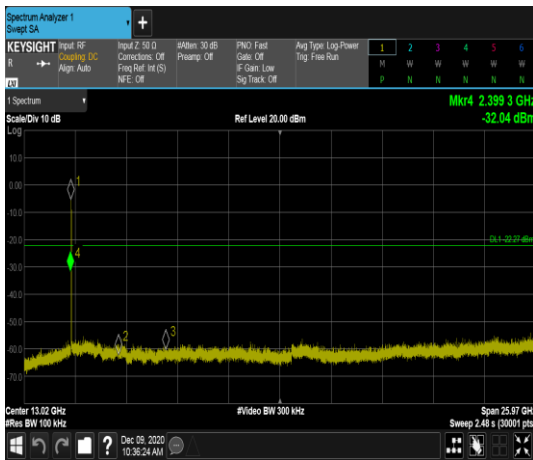 Spectrum Analyzer 1
Swept SA
+
KEYSIGHT Input: RF Input Z: 50 Ω #Atten: 30 dB PNO: Fast Avg Type: Log-Power 1 2 3 4 5 6
R Coupling: DC Corrections: Off Preamp: Off Gate: Off Trig: Free Run M W W W W W
Align: Auto Freq Ref: Int (S) IF Gain: Low
LXI NFE: Off Sig Track: Off P N N N N N
1 Spectrum Mkr4 2.399 3 GHz
Scale/Div 10 dB Ref Level 20.00 dBm -32.04 dBm
Log
10.0
0.00 1
-10.0
-20.0 DL1 -22.27 dBm
4
-30.0
-40.0
-50.0
2 3
-60.0
-70.0
Center 13.02 GHz #Video BW 300 kHz Span 25.97 GHz
#Res BW 100 kHz Sweep 2.48 s (30001 pts)
? Dec 09, 2020
10:36:24 AM